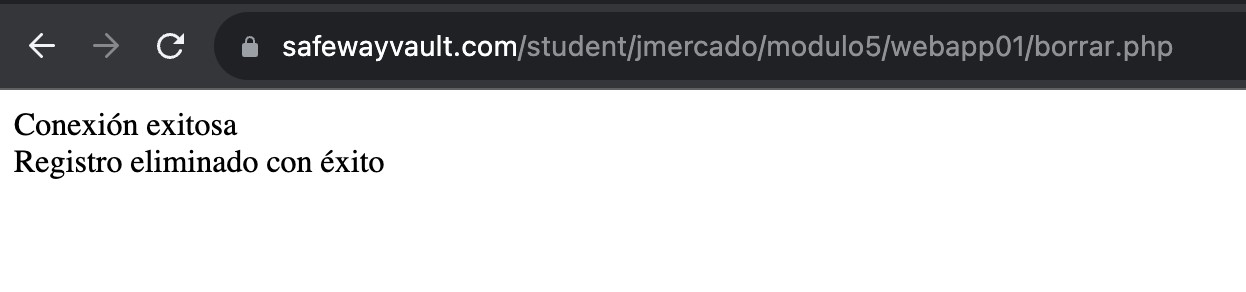 safewayvault.com/student/jmercado/modulo5/webapp01/borrar.php
Conexión exitosa
Registro eliminado con éxito